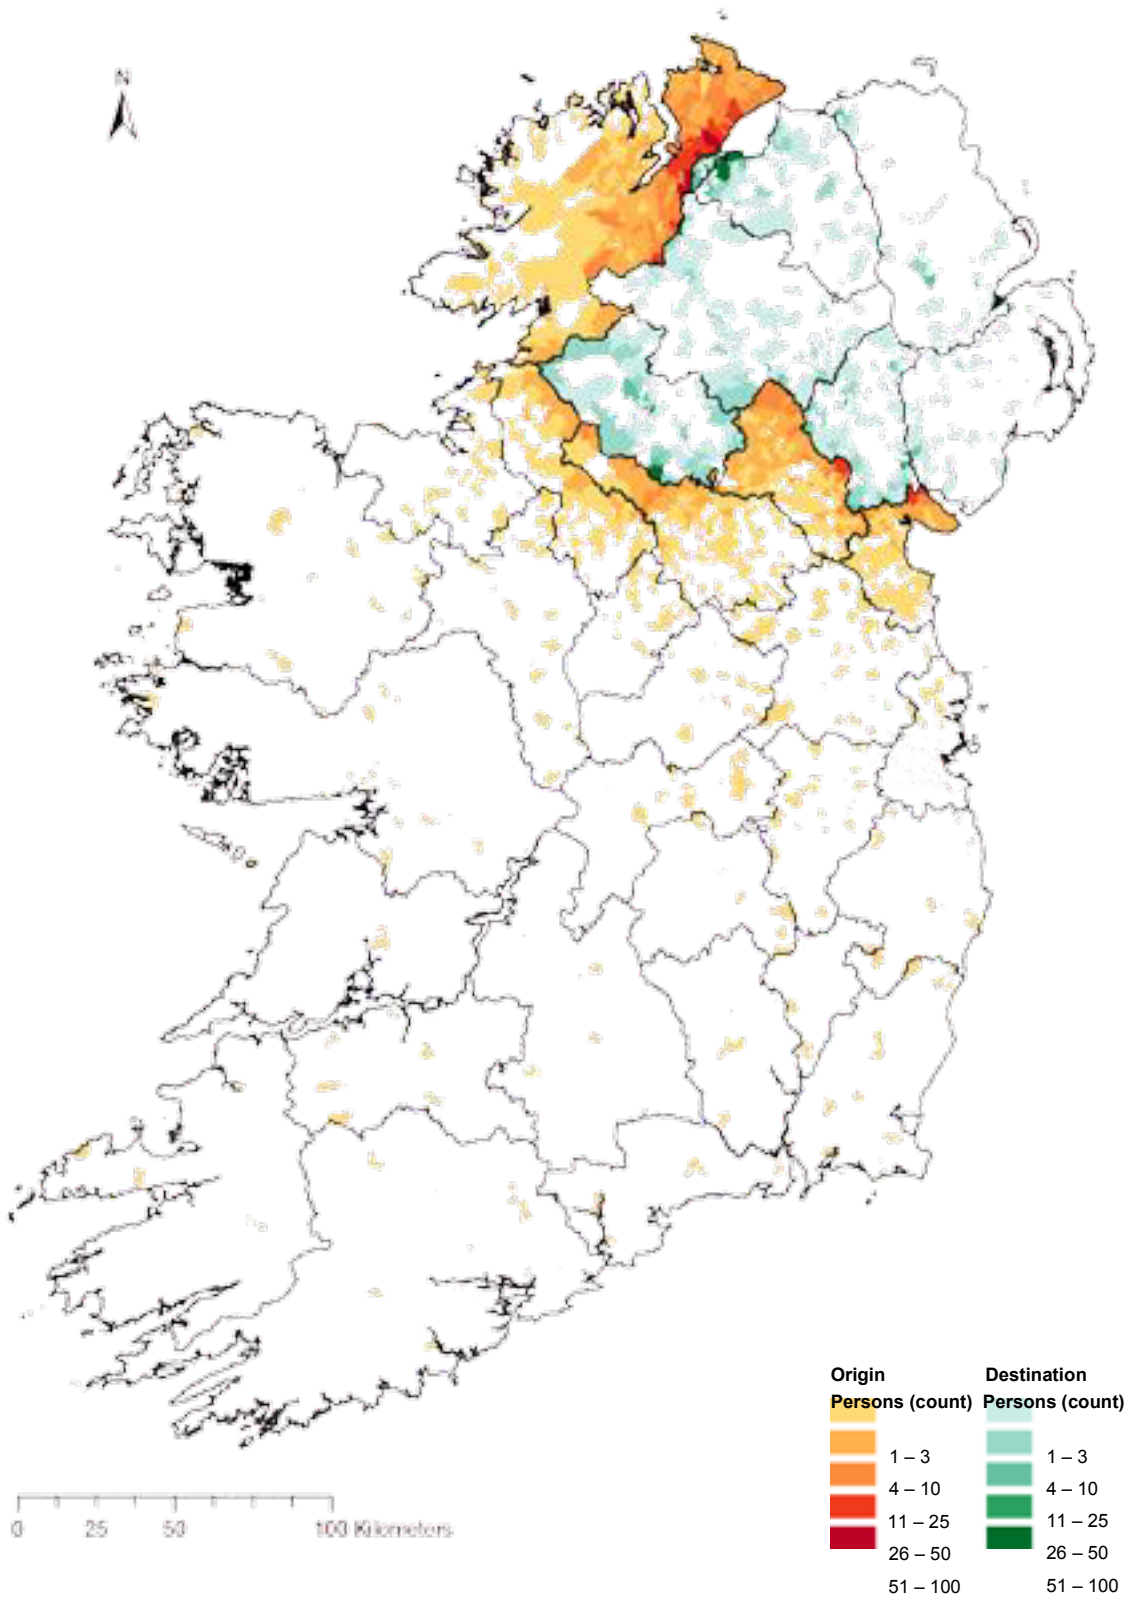 N
Origin Destination
Persons (count) Persons (count)
1 – 3 1 – 3
4 – 10 4 – 10
11 – 25 11 – 25
26 – 50 26 – 50
51 – 100 51 – 100
0 25 50 100 Kilometers